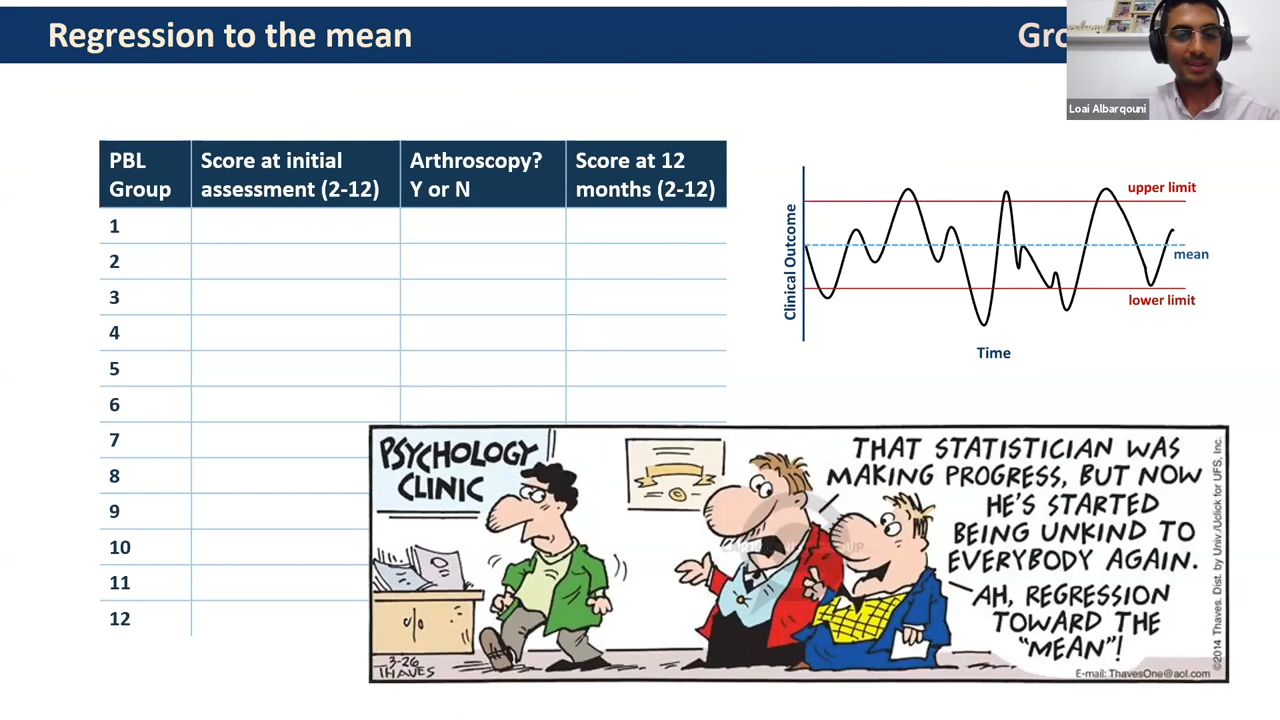 Regression to the mean
Gro
Loai Albarqouni
PBL Group
Score at initial assessment (2-12)
Arthroscopy? Y or N
Score at 12 months (2-12)
1
2
3
4
5
6
7
8
9
10
11
12
Clinical Outcome
upper limit
mean
lower limit
Time
PSYCHOLOGY
CLINIC
THAT STATISTICIAN WAS
MAKING PROGRESS, BUT NOW
HE'S STARTED
BEING UNKIND TO
EVERYBODY AGAIN.
AH, REGRESSION
TOWARD THE
"MEAN"!
3-26
THAVES
©2014 Thaves. Dist. by Univ./Uclick for UFS, Inc.
E-mail: ThavesOne@aol.com